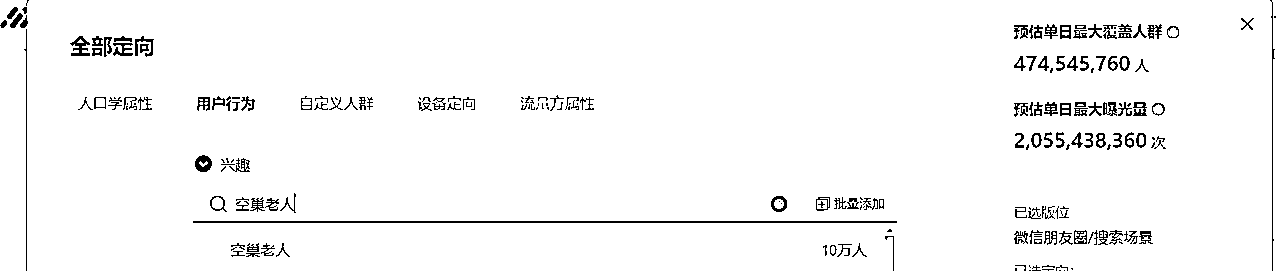 全部定向
人口学属性 用户行为 自定义人群 设备定向 流量方属性
兴趣
空巢老人
批量添加
空巢老人 10万人
预估单日最大覆盖人群
474,545,760 人
预估单日最大曝光量
2,055,438,360 次
已选版位
微信朋友圈/搜索场景
已选定向: